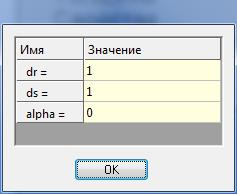 Имя Значение
dr = 1
ds = 1
alpha = 0
OK